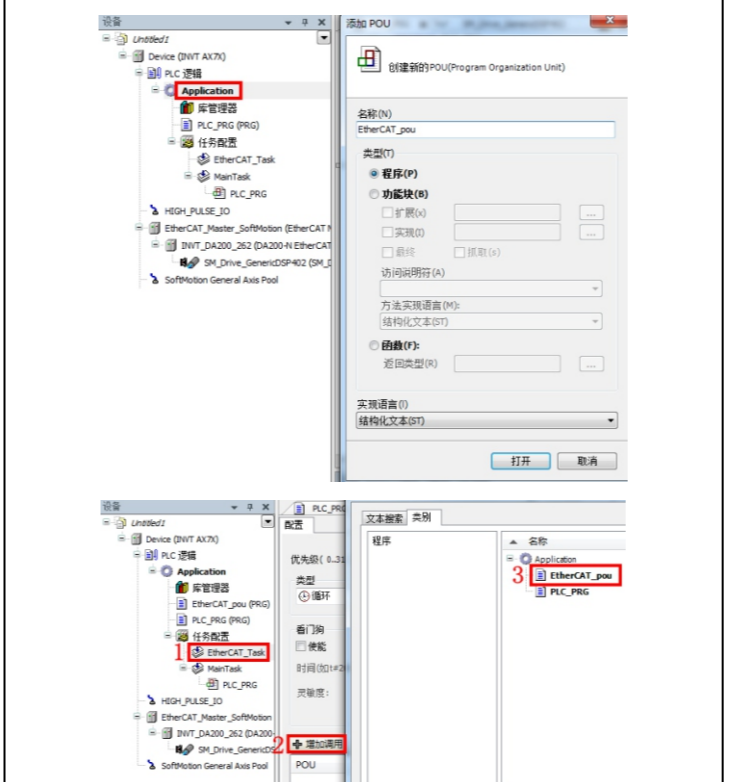 设备
Untitled1
Device (INVT AX7X)
PLC 逻辑
Application
库管理器
PLC_PRG (PRG)
任务配置
EtherCAT_Task
MainTask
PLC_PRG
HIGH_PULSE_IO
EtherCAT_Master_SoftMotion (EtherCAT M
INVT_DA200_262 (DA200-N EtherCAT
SM_Drive_GenericDSP402 (SM_D
SoftMotion General Axis Pool
添加 POU
创建新的POU(Program Organization Unit)
名称(N)
EtherCAT_pou
类型(T)
程序(P)
功能块(B)
扩展(x)
...
实现(I)
...
最终
抓取(s)
访问说明符(A)
方法实现语言(M):
结构化文本(ST)
函数(F):
返回类型(R)
...
实现语言(I)
结构化文本(ST)
打开
取消
设备
Untitled1
Device (INVT AX7X)
PLC 逻辑
Application
库管理器
EtherCAT_pou (PRG)
PLC_PRG (PRG)
任务配置
1
EtherCAT_Task
MainTask
PLC_PRG
HIGH_PULSE_IO
EtherCAT_Master_SoftMotion
INVT_DA200_262 (DA200-
SM_Drive_GenericDS
SoftMotion General Axis Pool
PLC_PRG
配置
优先级( 0..31
类型
循环
看门狗
使能
时间(如t#20
灵敏度:
2
增加调用
POU
文本搜索
类别
程序
名称
Application
3
EtherCAT_pou
PLC_PRG